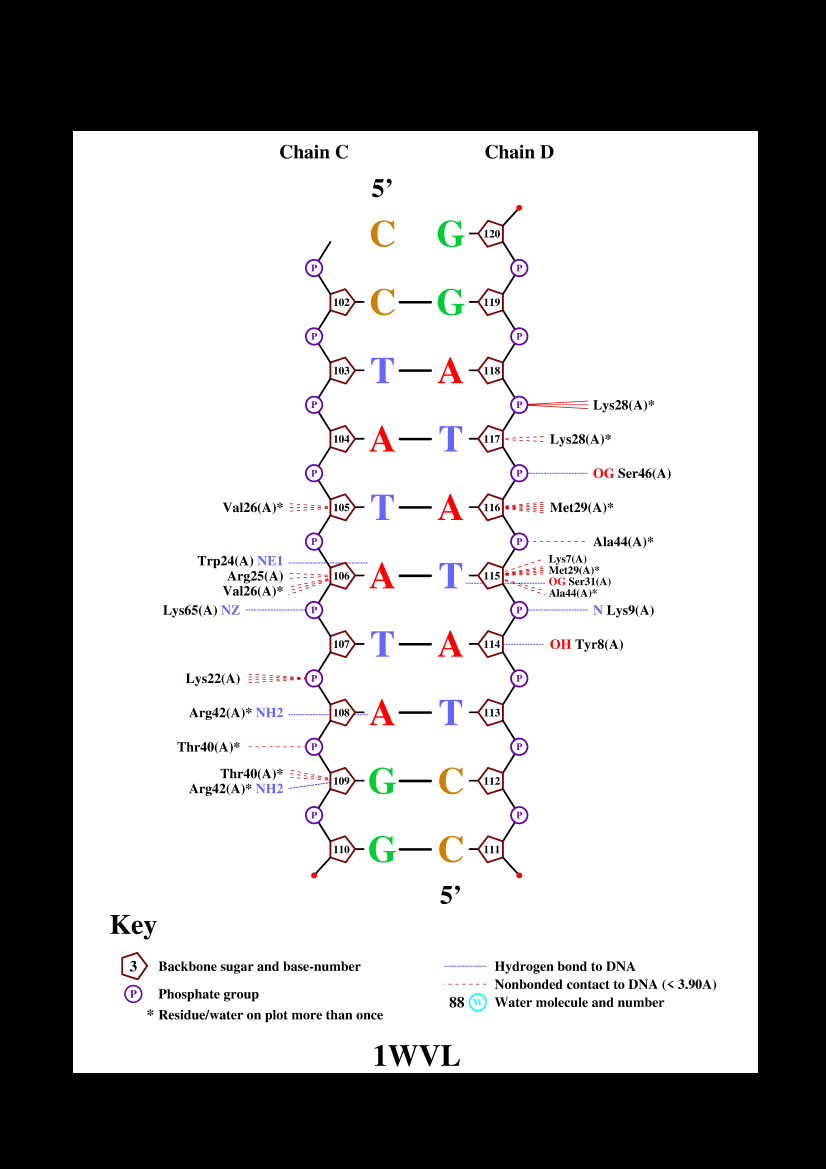 Chain C Chain D
5’
C G 120
P P
102 C G 119
P P
103 T A 118
P P Lys28(A)*
104 A T 117 Lys28(A)*
P P OG Ser46(A)
Val26(A)* 105 T A 116 Met29(A)*
P P Ala44(A)*
Lys7(A)
Trp24(A) NE1
Met29(A)*
Arg25(A) 106 A T 115
OG Ser31(A)
Val26(A)*
Ala44(A)*
Lys65(A) NZ P P N Lys9(A)
107 T A 114 OH Tyr8(A)
Lys22(A) P P
Arg42(A)* NH2 108 A T 113
Thr40(A)* P P
Thr40(A)*
109 G C 112
Arg42(A)* NH2
P P
110 G C 111
5’
Key
3 Backbone sugar and base-number
P Phosphate group
* Residue/water on plot more than once
Hydrogen bond to DNA
Nonbonded contact to DNA (< 3.90A)
88 W Water molecule and number
1WVL